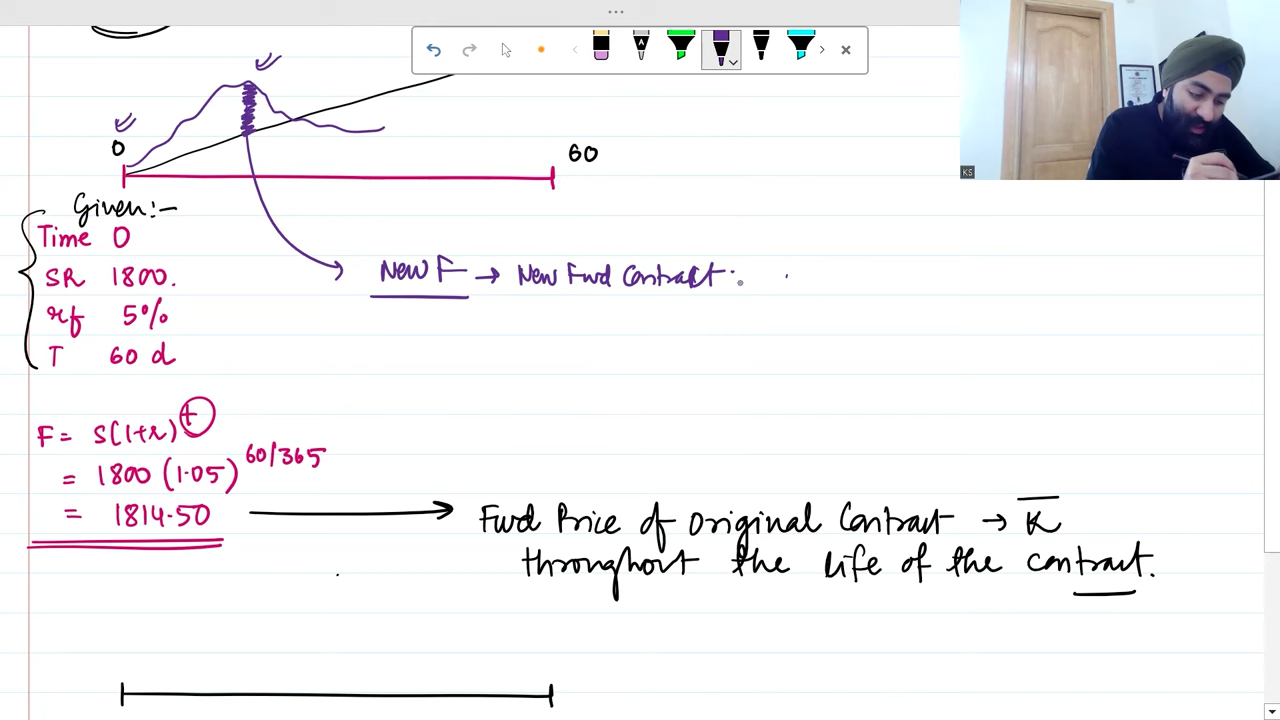 0
60
Given:-
Time 0
SR 1800.
rf 5%
T 60 d
New F → New Fwd Contract:
F = S(1+r)^t
= 1800 (1.05)^60/365
= 1814.50 → Fwd Price of Original Contract → K
throughout the life of the contract.
KS